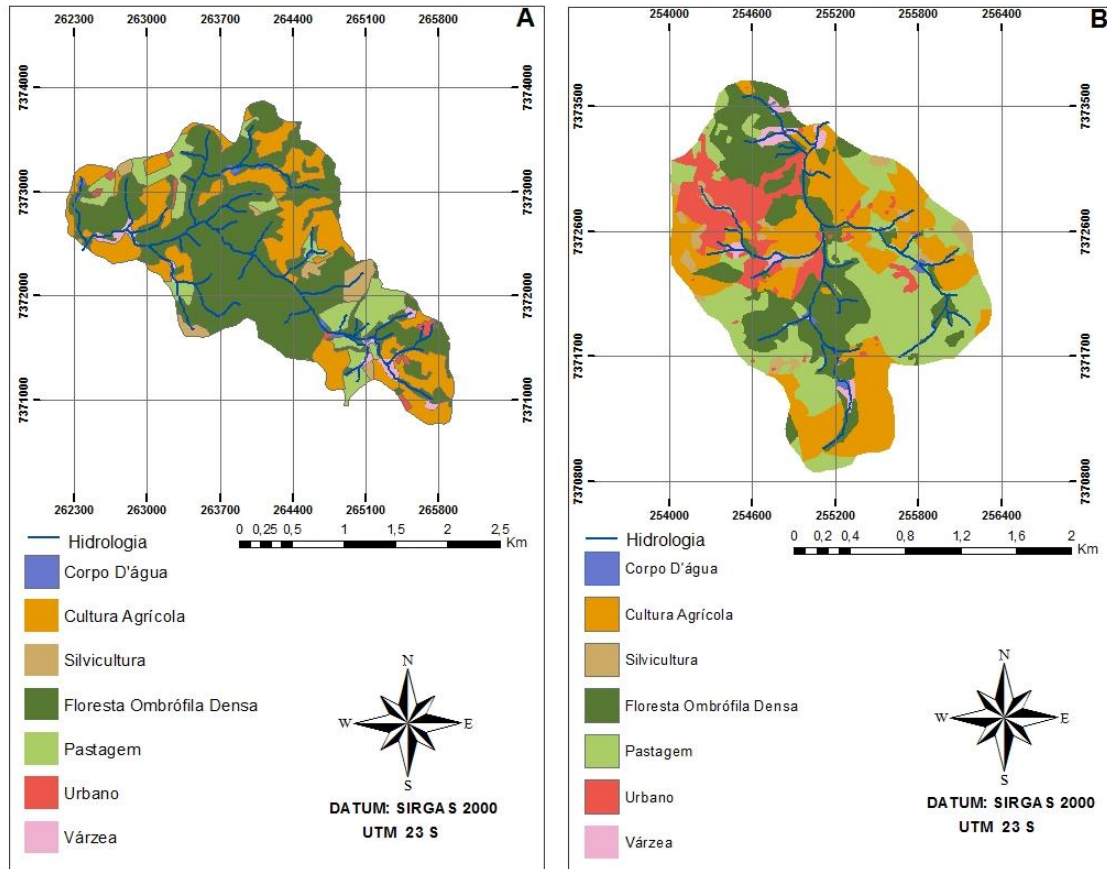 A
262300 263000 263700 264400 265100 265800
7374000 7374000
7373000 7373000
7372000 7372000
7371000 7371000
262300 263000 263700 264400 265100 265800
0 0,25 0,5 1 1,5 2 2,5
Km
Hidrologia
Corpo D'água
Cultura Agrícola
Silvicultura
Floresta Ombrófila Densa
Pastagem
Urbano
Várzea
N
W E
S
DATUM: SIRGAS 2000
UTM 23 S
B
254000 254600 255200 255800 256400
7373500 7373500
7372600 7372600
7371700 7371700
7370800 7370800
254000 254600 255200 255800 256400
0 0,2 0,4 0,8 1,2 1,6 2
Km
Hidrologia
Corpo D'água
Cultura Agrícola
Silvicultura
Floresta Ombrófila Densa
Pastagem
Urbano
Várzea
N
W E
S
DATUM: SIRGAS 2000
UTM 23 S